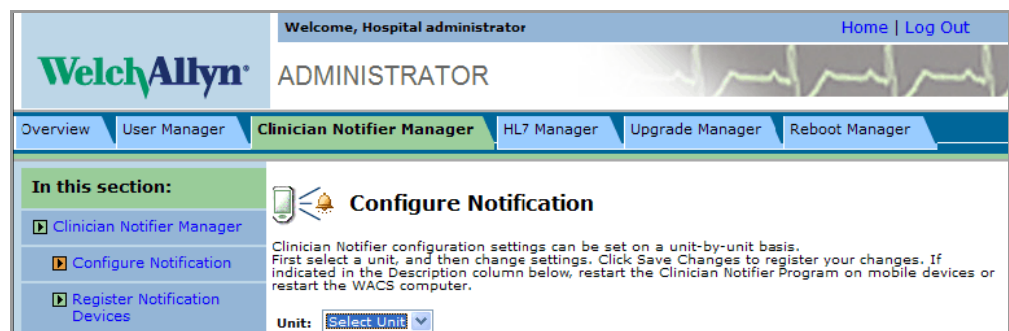 Welcome, Hospital administrator
Home | Log Out
WelchAllyn®
ADMINISTRATOR
Overview
User Manager
Clinician Notifier Manager
HL7 Manager
Upgrade Manager
Reboot Manager
In this section:
Clinician Notifier Manager
Configure Notification
Register Notification
Devices
Configure Notification
Clinician Notifier configuration settings can be set on a unit-by-unit basis.
First select a unit, and then change settings. Click Save Changes to register your changes. If
indicated in the Description column below, restart the Clinician Notifier Program on mobile devices or
restart the WACS computer.
Unit: Select Unit